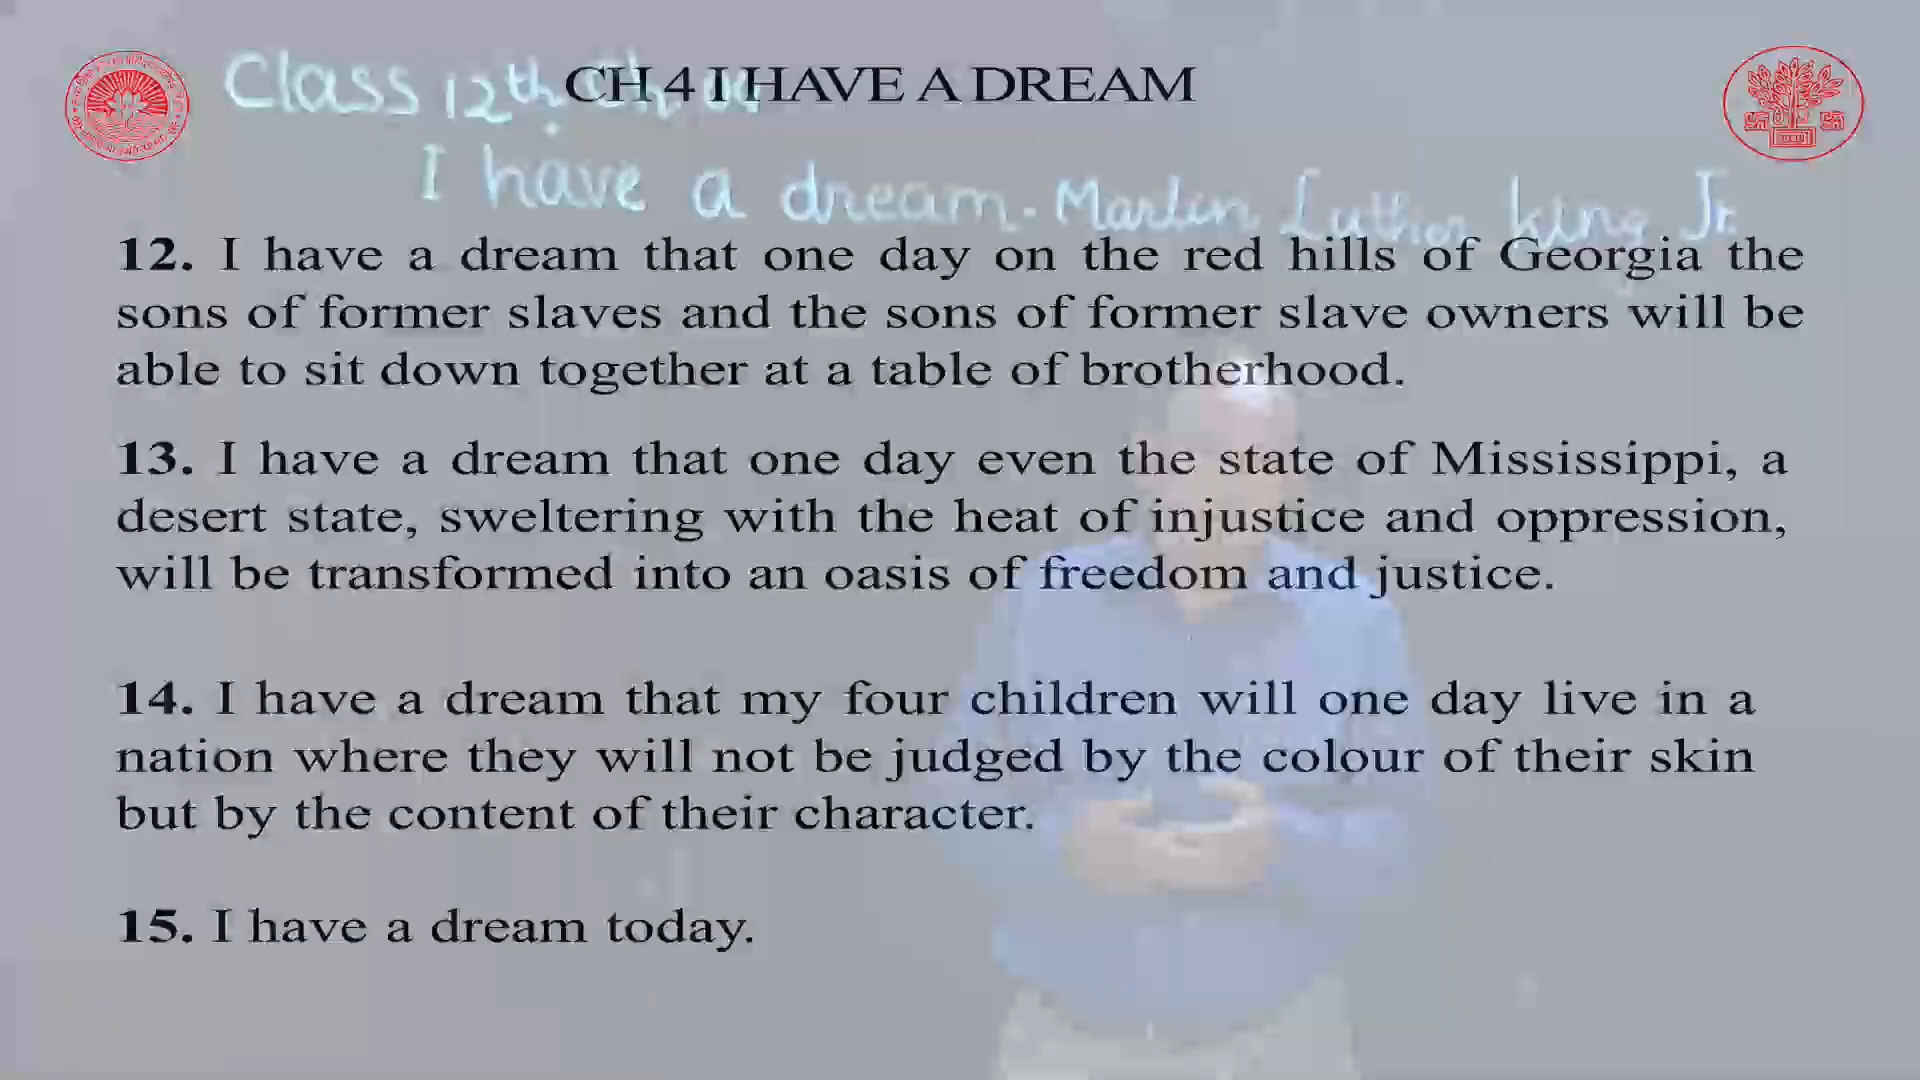 Class 12th Ch. 04
CH 4 I HAVE A DREAM
I have a dream. Martin Luther king Jr.
12. I have a dream that one day on the red hills of Georgia the
sons of former slaves and the sons of former slave owners will be
able to sit down together at a table of brotherhood.
13. I have a dream that one day even the state of Mississippi, a
desert state, sweltering with the heat of injustice and oppression,
will be transformed into an oasis of freedom and justice.
14. I have a dream that my four children will one day live in a
nation where they will not be judged by the colour of their skin
but by the content of their character.
15. I have a dream today.